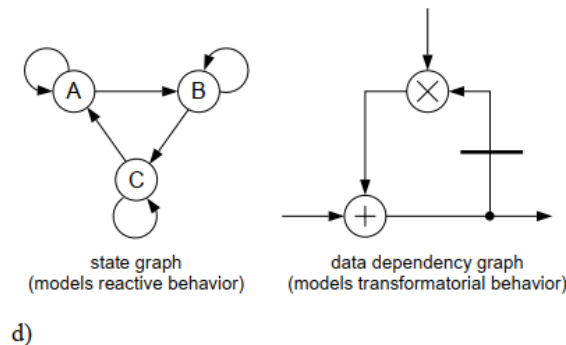 A
B
C
×
+
state graph
(models reactive behavior)
data dependency graph
(models transformatorial behavior)
d)